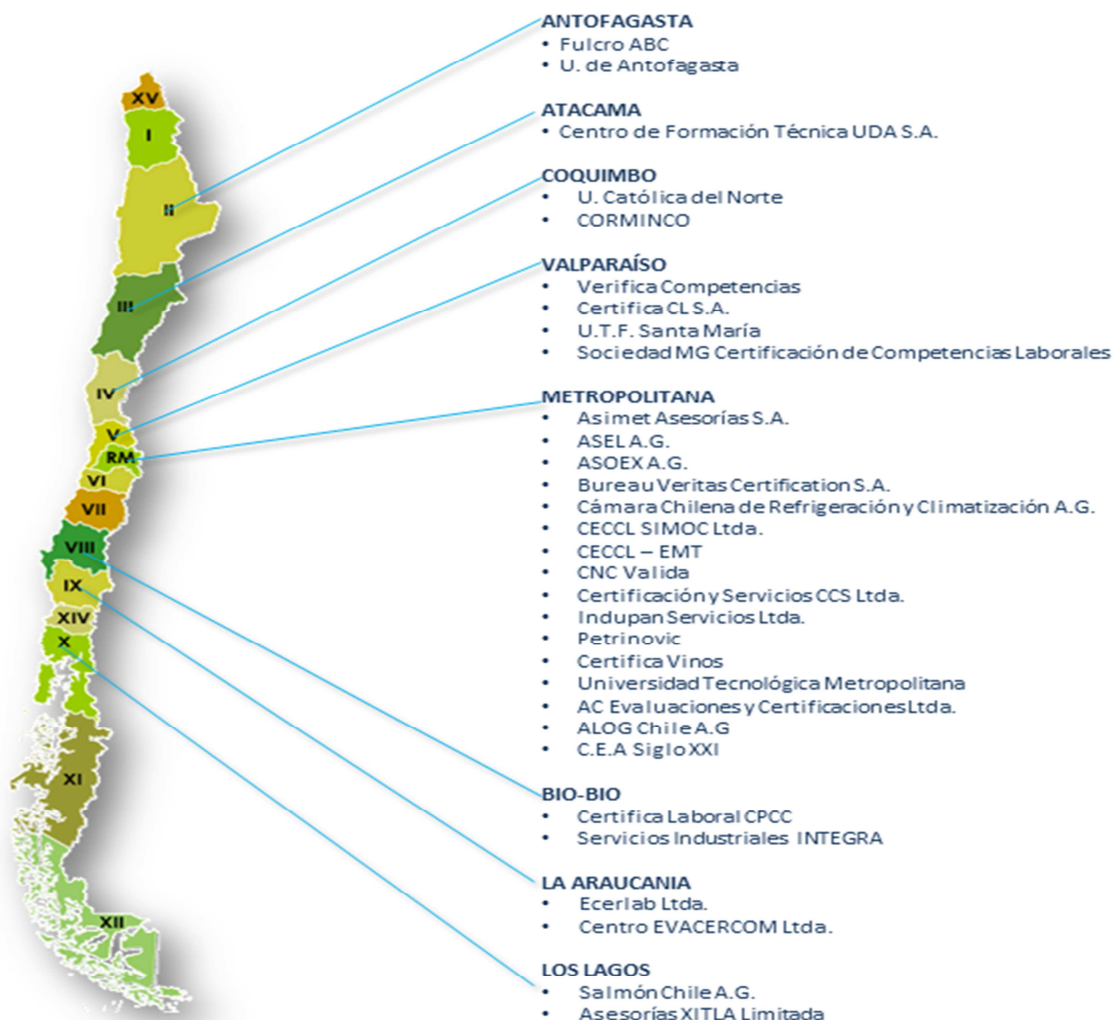 ANTOFAGASTA
• Fulcro ABC
• U. de Antofagasta
ATACAMA
• Centro de Formación Técnica UDA S.A.
COQUIMBO
• U. Católica del Norte
• CORMINCO
VALPARAÍSO
• Verifica Competencias
• Certifica CL S.A.
• U.T.F. Santa María
• Sociedad MG Certificación de Competencias Laborales
METROPOLITANA
• Asimet Asesorías S.A.
• ASEL A.G.
• ASOEX A.G.
• Bureau Veritas Certification S.A.
• Cámara Chilena de Refrigeración y Climatización A.G.
• CECCL SIMOC Ltda.
• CECCL – EMT
• CNC Valida
• Certificación y Servicios CCS Ltda.
• Indupan Servicios Ltda.
• Petrinovic
• Certifica Vinos
• Universidad Tecnológica Metropolitana
• AC Evaluaciones y Certificaciones Ltda.
• ALOG Chile A.G
• C.E.A Siglo XXI
BIO-BIO
• Certifica Laboral CPCC
• Servicios Industriales INTEGRA
LA ARAUCANIA
• Ecerlab Ltda.
• Centro EVACERCOM Ltda.
LOS LAGOS
• Salmón Chile A.G.
• Asesorías XITLA Limitada
XV
I
II
III
IV
V
RM
VI
VII
VIII
IX
XIV
X
XI
XII